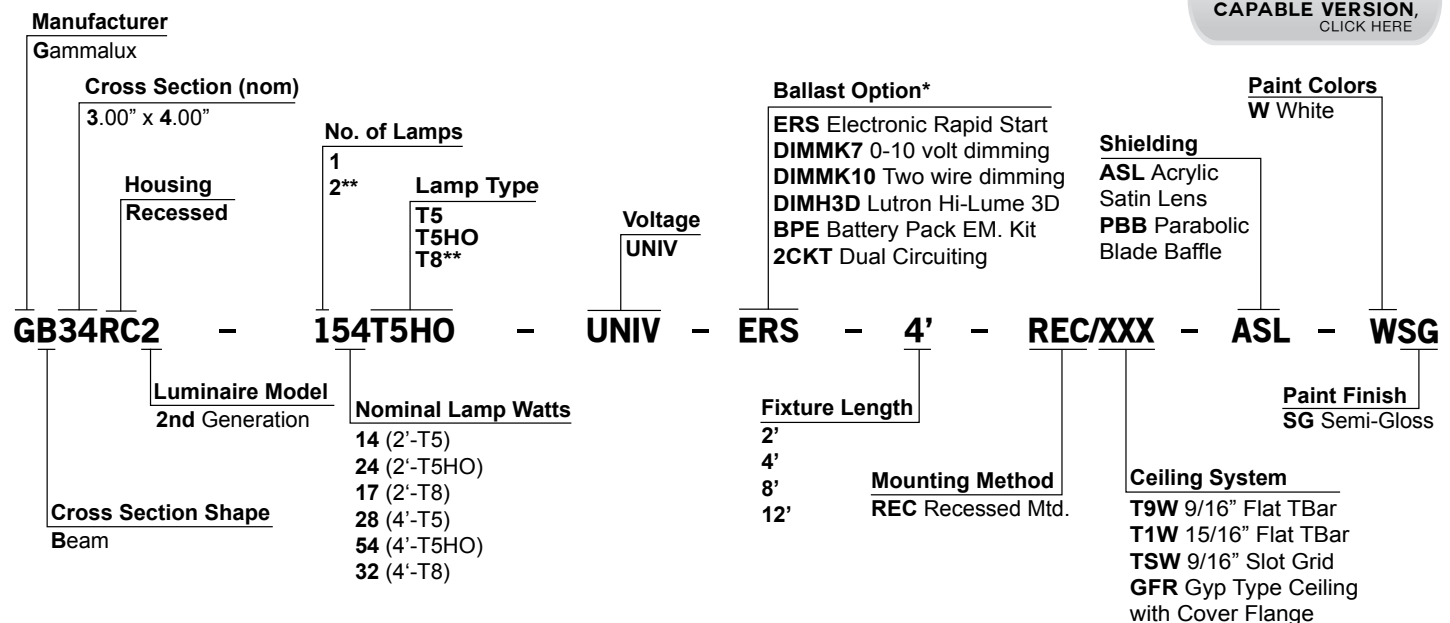 CAPABLE VERSION,
CLICK HERE
Manufacturer
Gammalux
Cross Section (nom)
3.00” x 4.00”
Housing
Recessed
No. of Lamps
1
2**
Lamp Type
T5
T5HO
T8**
Voltage
UNIV
Ballast Option*
ERS Electronic Rapid Start
DIMMK7 0-10 volt dimming
DIMMK10 Two wire dimming
DIMH3D Lutron Hi-Lume 3D
BPE Battery Pack EM. Kit
2CKT Dual Circuiting
Shielding
ASL Acrylic
Satin Lens
PBB Parabolic
Blade Baffle
Paint Colors
W White
GB34RC2 – 154T5HO – UNIV – ERS – 4’ – REC/XXX – ASL – WSG
Cross Section Shape
Beam
Luminaire Model
2nd Generation
Nominal Lamp Watts
14 (2‘-T5)
24 (2‘-T5HO)
17 (2‘-T8)
28 (4‘-T5)
54 (4‘-T5HO)
32 (4‘-T8)
Fixture Length
2’
4’
8’
12’
Mounting Method
REC Recessed Mtd.
Ceiling System
T9W 9/16” Flat TBar
T1W 15/16” Flat TBar
TSW 9/16” Slot Grid
GFR Gyp Type Ceiling
with Cover Flange
Paint Finish
SG Semi-Gloss